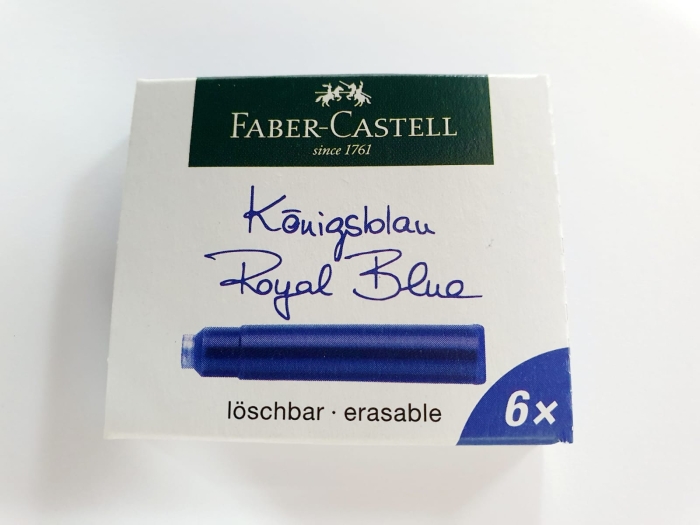 FABER-CASTELL
since 1761
Königsblau
Royal Blue
löschbar · erasable
6×